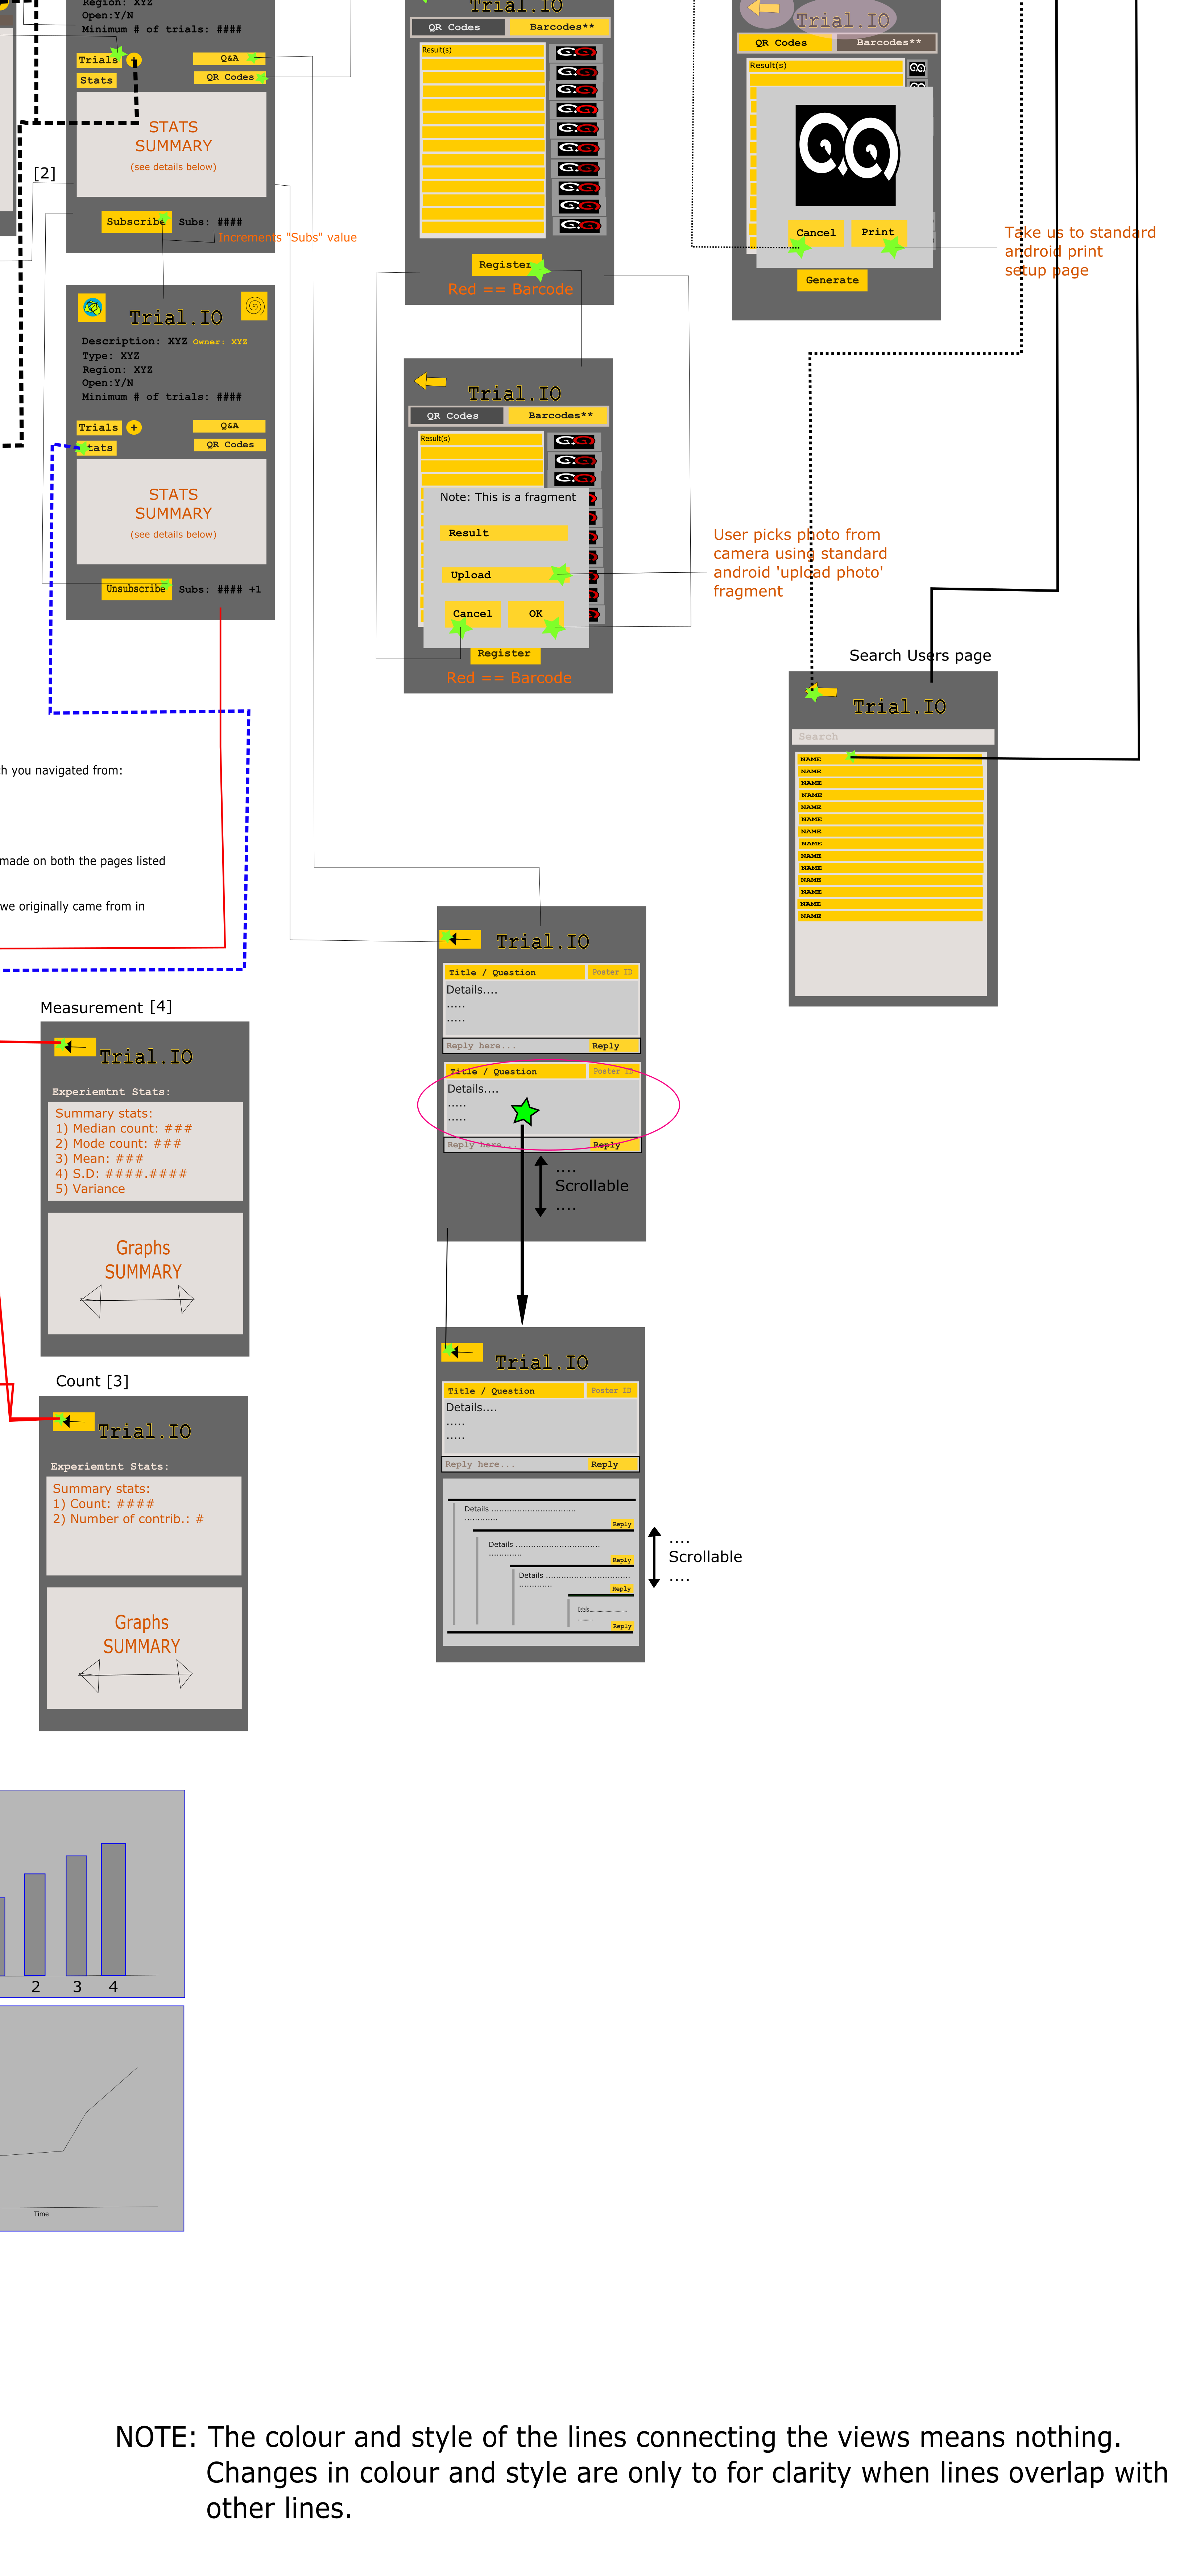 Region: XYZ
Open:Y/N
Minimum # of trials: ####
Trials +
Q&A
Stats
QR Codes
STATS
SUMMARY
(see details below)
[2]
Subscribe Subs: ####
Increments "Subs" value
Trial.IO
Description: XYZ Owner: XYZ
Type: XYZ
Region: XYZ
Open:Y/N
Minimum # of trials: ####
Trials +
Q&A
tats
QR Codes
STATS
SUMMARY
(see details below)
Unsubscribe Subs: #### +1
Trial.IO
QR Codes Barcodes**
Result(s)
Register
Red == Barcode
Trial.IO
QR Codes Barcodes**
Result(s)
Note: This is a fragment
Result
Upload
Cancel OK
Register
Red == Barcode
User picks photo from
camera using standard
android 'upload photo'
fragment
Trial.IO
QR Codes Barcodes**
Result(s)
Cancel Print
Generate
Take us to standard
android print
setup page
Search Users page
Trial.IO
Search
NAME
NAME
NAME
NAME
NAME
NAME
NAME
NAME
NAME
NAME
NAME
NAME
NAME
NAME
ch you navigated from:
made on both the pages listed
we originally came from in
Measurement [4]
Trial.IO
Experiemtnt Stats:
Summary stats:
1) Median count: ###
2) Mode count: ###
3) Mean: ###
4) S.D: ####.####
5) Variance
Graphs
SUMMARY
Count [3]
Trial.IO
Experiemtnt Stats:
Summary stats:
1) Count: ####
2) Number of contrib.: #
Graphs
SUMMARY
Trial.IO
Title / Question Poster ID
Details....
.....
.....
Reply here... Reply
Title / Question Poster ID
Details....
.....
.....
Reply here... Reply
....
Scrollable
....
Trial.IO
Title / Question Poster ID
Details....
.....
.....
Reply here... Reply
Details ..................................
.............
Reply
Details ..................................
.............
Reply
Details ..................................
.............
Reply
Details ..................................
.............
Reply
....
Scrollable
....
2 3 4
Time
NOTE: The colour and style of the lines connecting the views means nothing.
Changes in colour and style are only to for clarity when lines overlap with
other lines.